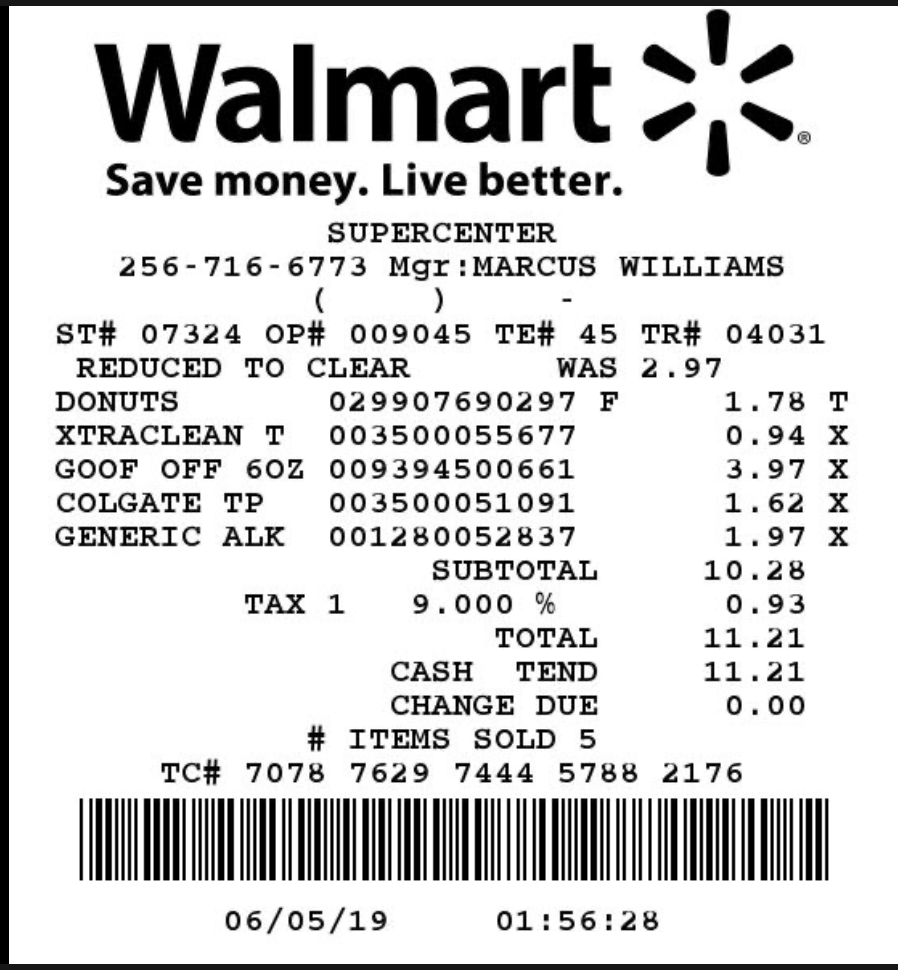 Walmart
®
Save money. Live better.
SUPERCENTER
256-716-6773 Mgr:MARCUS WILLIAMS
( ) -
ST# 07324 OP# 009045 TE# 45 TR# 04031
REDUCED TO CLEAR WAS 2.97
DONUTS 029907690297 F 1.78 T
XTRACLEAN T 003500055677 0.94 X
GOOF OFF 6OZ 009394500661 3.97 X
COLGATE TP 003500051091 1.62 X
GENERIC ALK 001280052837 1.97 X
SUBTOTAL 10.28
TAX 1 9.000 % 0.93
TOTAL 11.21
CASH TEND 11.21
CHANGE DUE 0.00
# ITEMS SOLD 5
TC# 7078 7629 7444 5788 2176
06/05/19 01:56:28